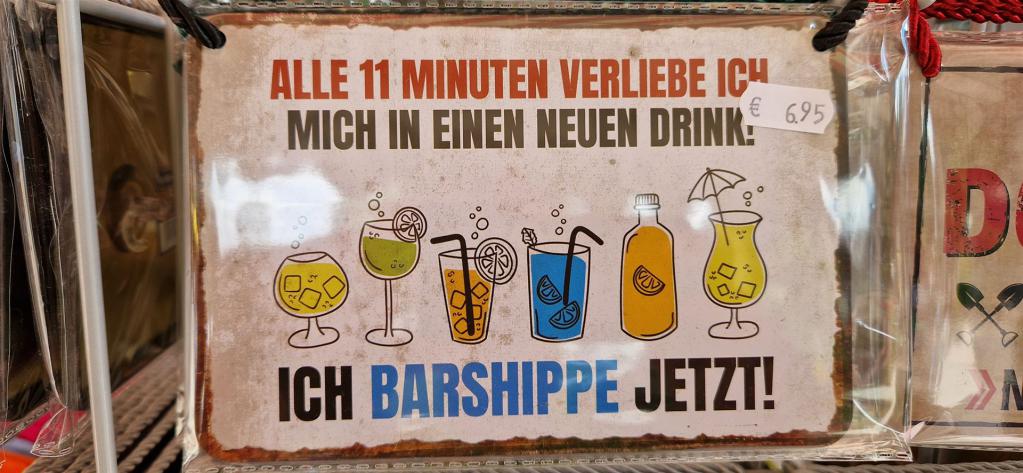 ALLE 11 MINUTEN VERLIEBE ICH
€ 6.95
MICH IN EINEN NEUEN DRINK!
ICH BARSHIPPE JETZT!